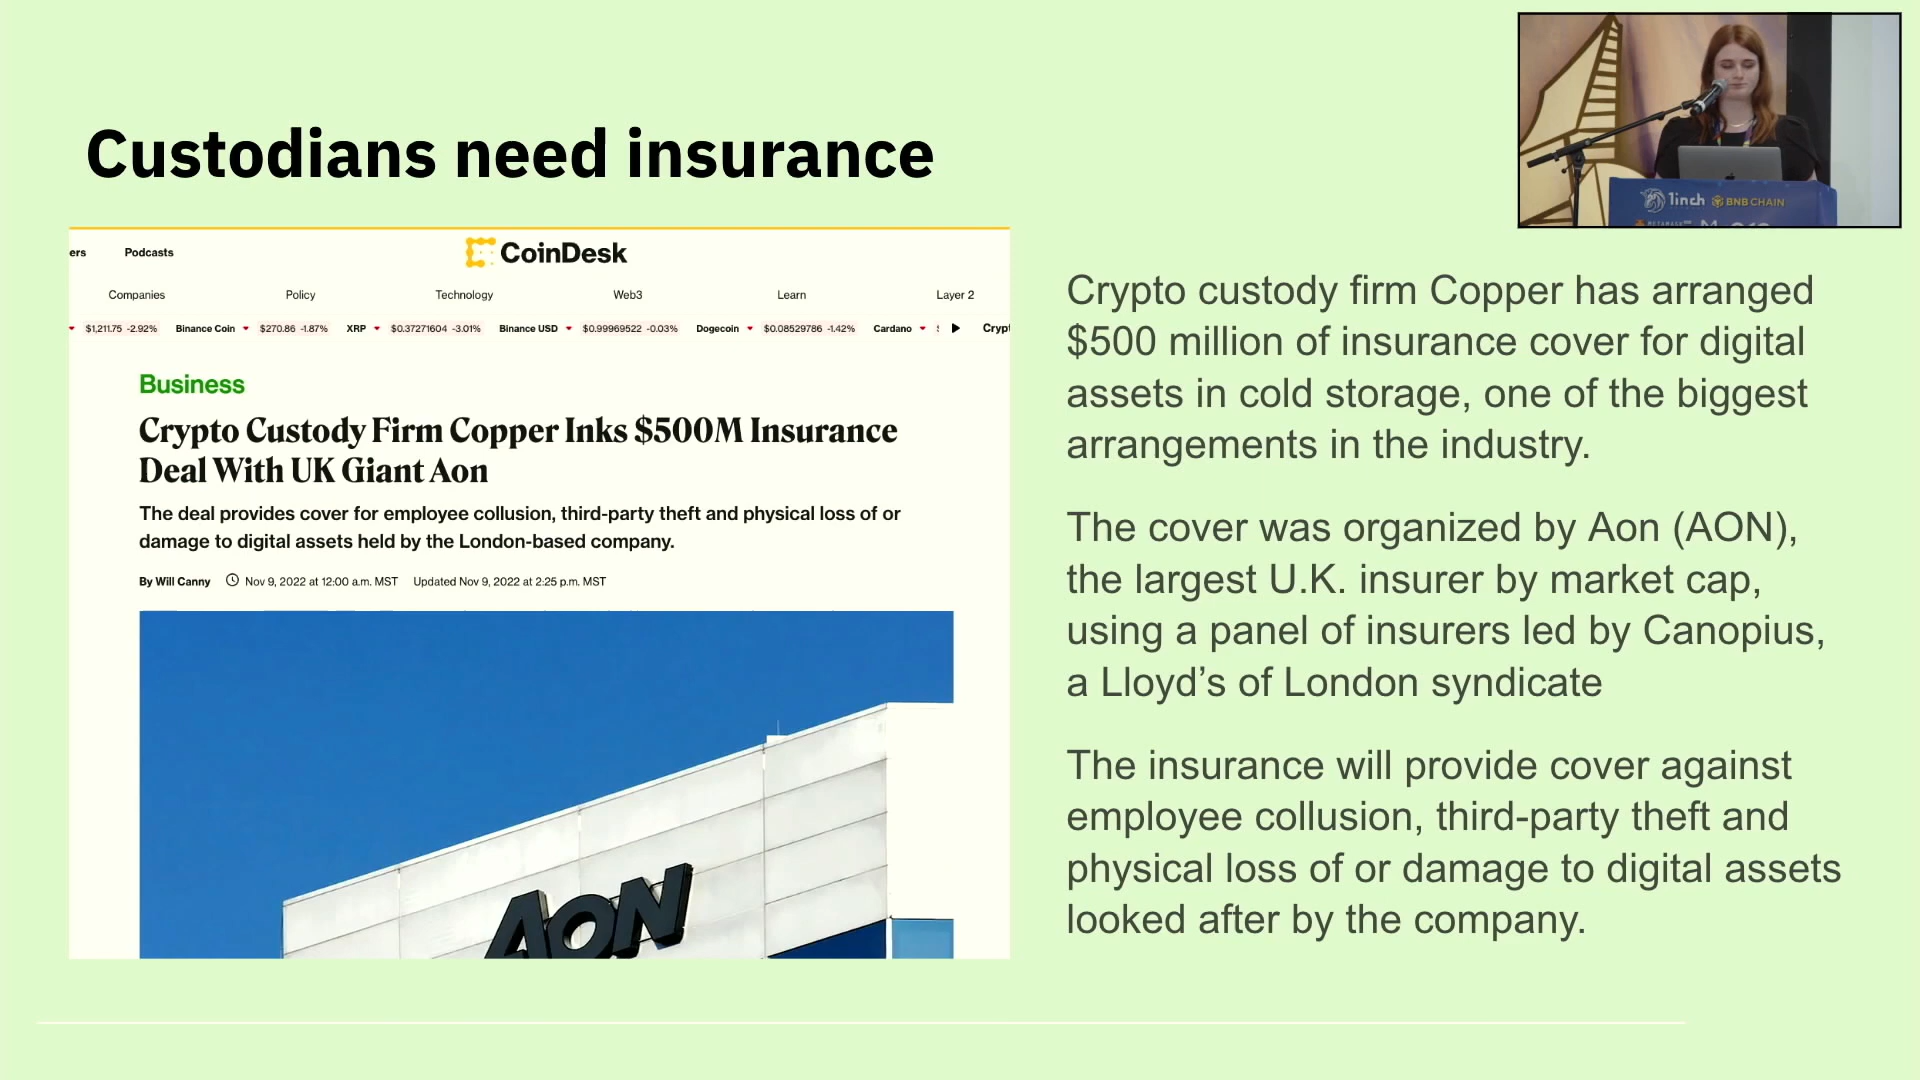 Custodians need insurance
ers Podcasts CoinDesk
Companies Policy Technology Web3 Learn Layer 2
$1,211.75 -2.92% Binance Coin $270.86 -1.87% XRP $0.37271604 -3.01% Binance USD $0.99969522 -0.03% Dogecoin $0.08529786 -1.42% Cardano Crypt
Business
Crypto Custody Firm Copper Inks $500M Insurance
Deal With UK Giant Aon
The deal provides cover for employee collusion, third-party theft and physical loss of or
damage to digital assets held by the London-based company.
By Will Canny Nov 9, 2022 at 12:00 a.m. MST Updated Nov 9, 2022 at 2:25 p.m. MST
AON
1inch BNB CHAIN
Crypto custody firm Copper has arranged
$500 million of insurance cover for digital
assets in cold storage, one of the biggest
arrangements in the industry.
The cover was organized by Aon (AON),
the largest U.K. insurer by market cap,
using a panel of insurers led by Canopius,
a Lloyd’s of London syndicate
The insurance will provide cover against
employee collusion, third-party theft and
physical loss of or damage to digital assets
looked after by the company.